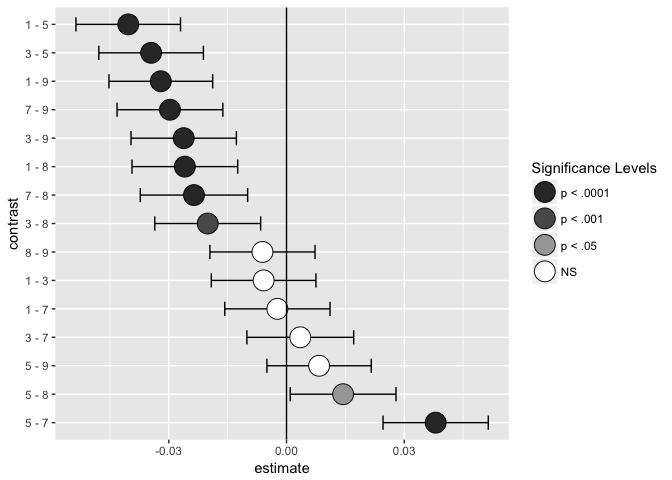 1 - 5
3 - 5
1 - 9
7 - 9
3 - 9
1 - 8
7 - 8
3 - 8
8 - 9
1 - 3
1 - 7
3 - 7
5 - 9
5 - 8
5 - 7
contrast
-0.03 0.00 0.03
estimate
Significance Levels
p < .0001
p < .001
p < .05
NS